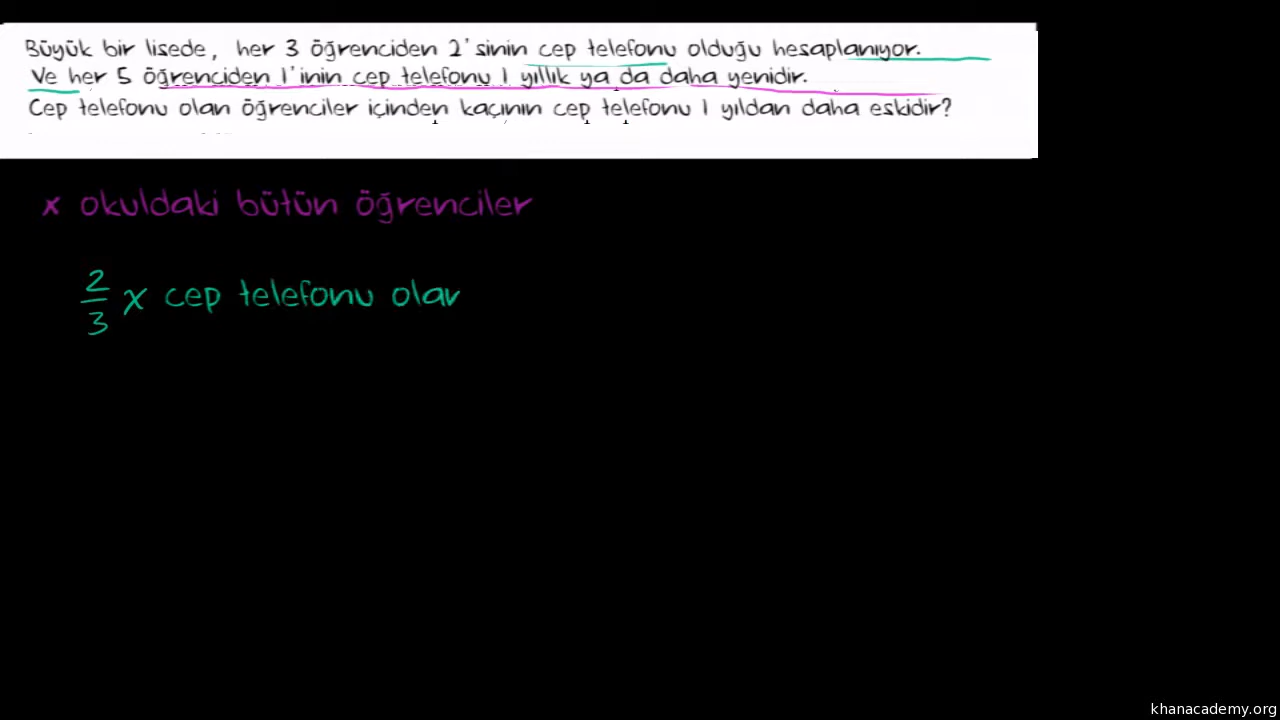 Büyük bir lisede, her 3 öğrenciden 2'sinin cep telefonu olduğu hesaplanıyor.
Ve her 5 öğrenciden 1'inin cep telefonu 1 yıllık ya da daha yenidir.
Cep telefonu olan öğrenciler içinden kaçının cep telefonu 1 yıldan daha eskidir?
x okuldaki bütün öğrenciler
2/3 x cep telefonu olar
khanacademy.org